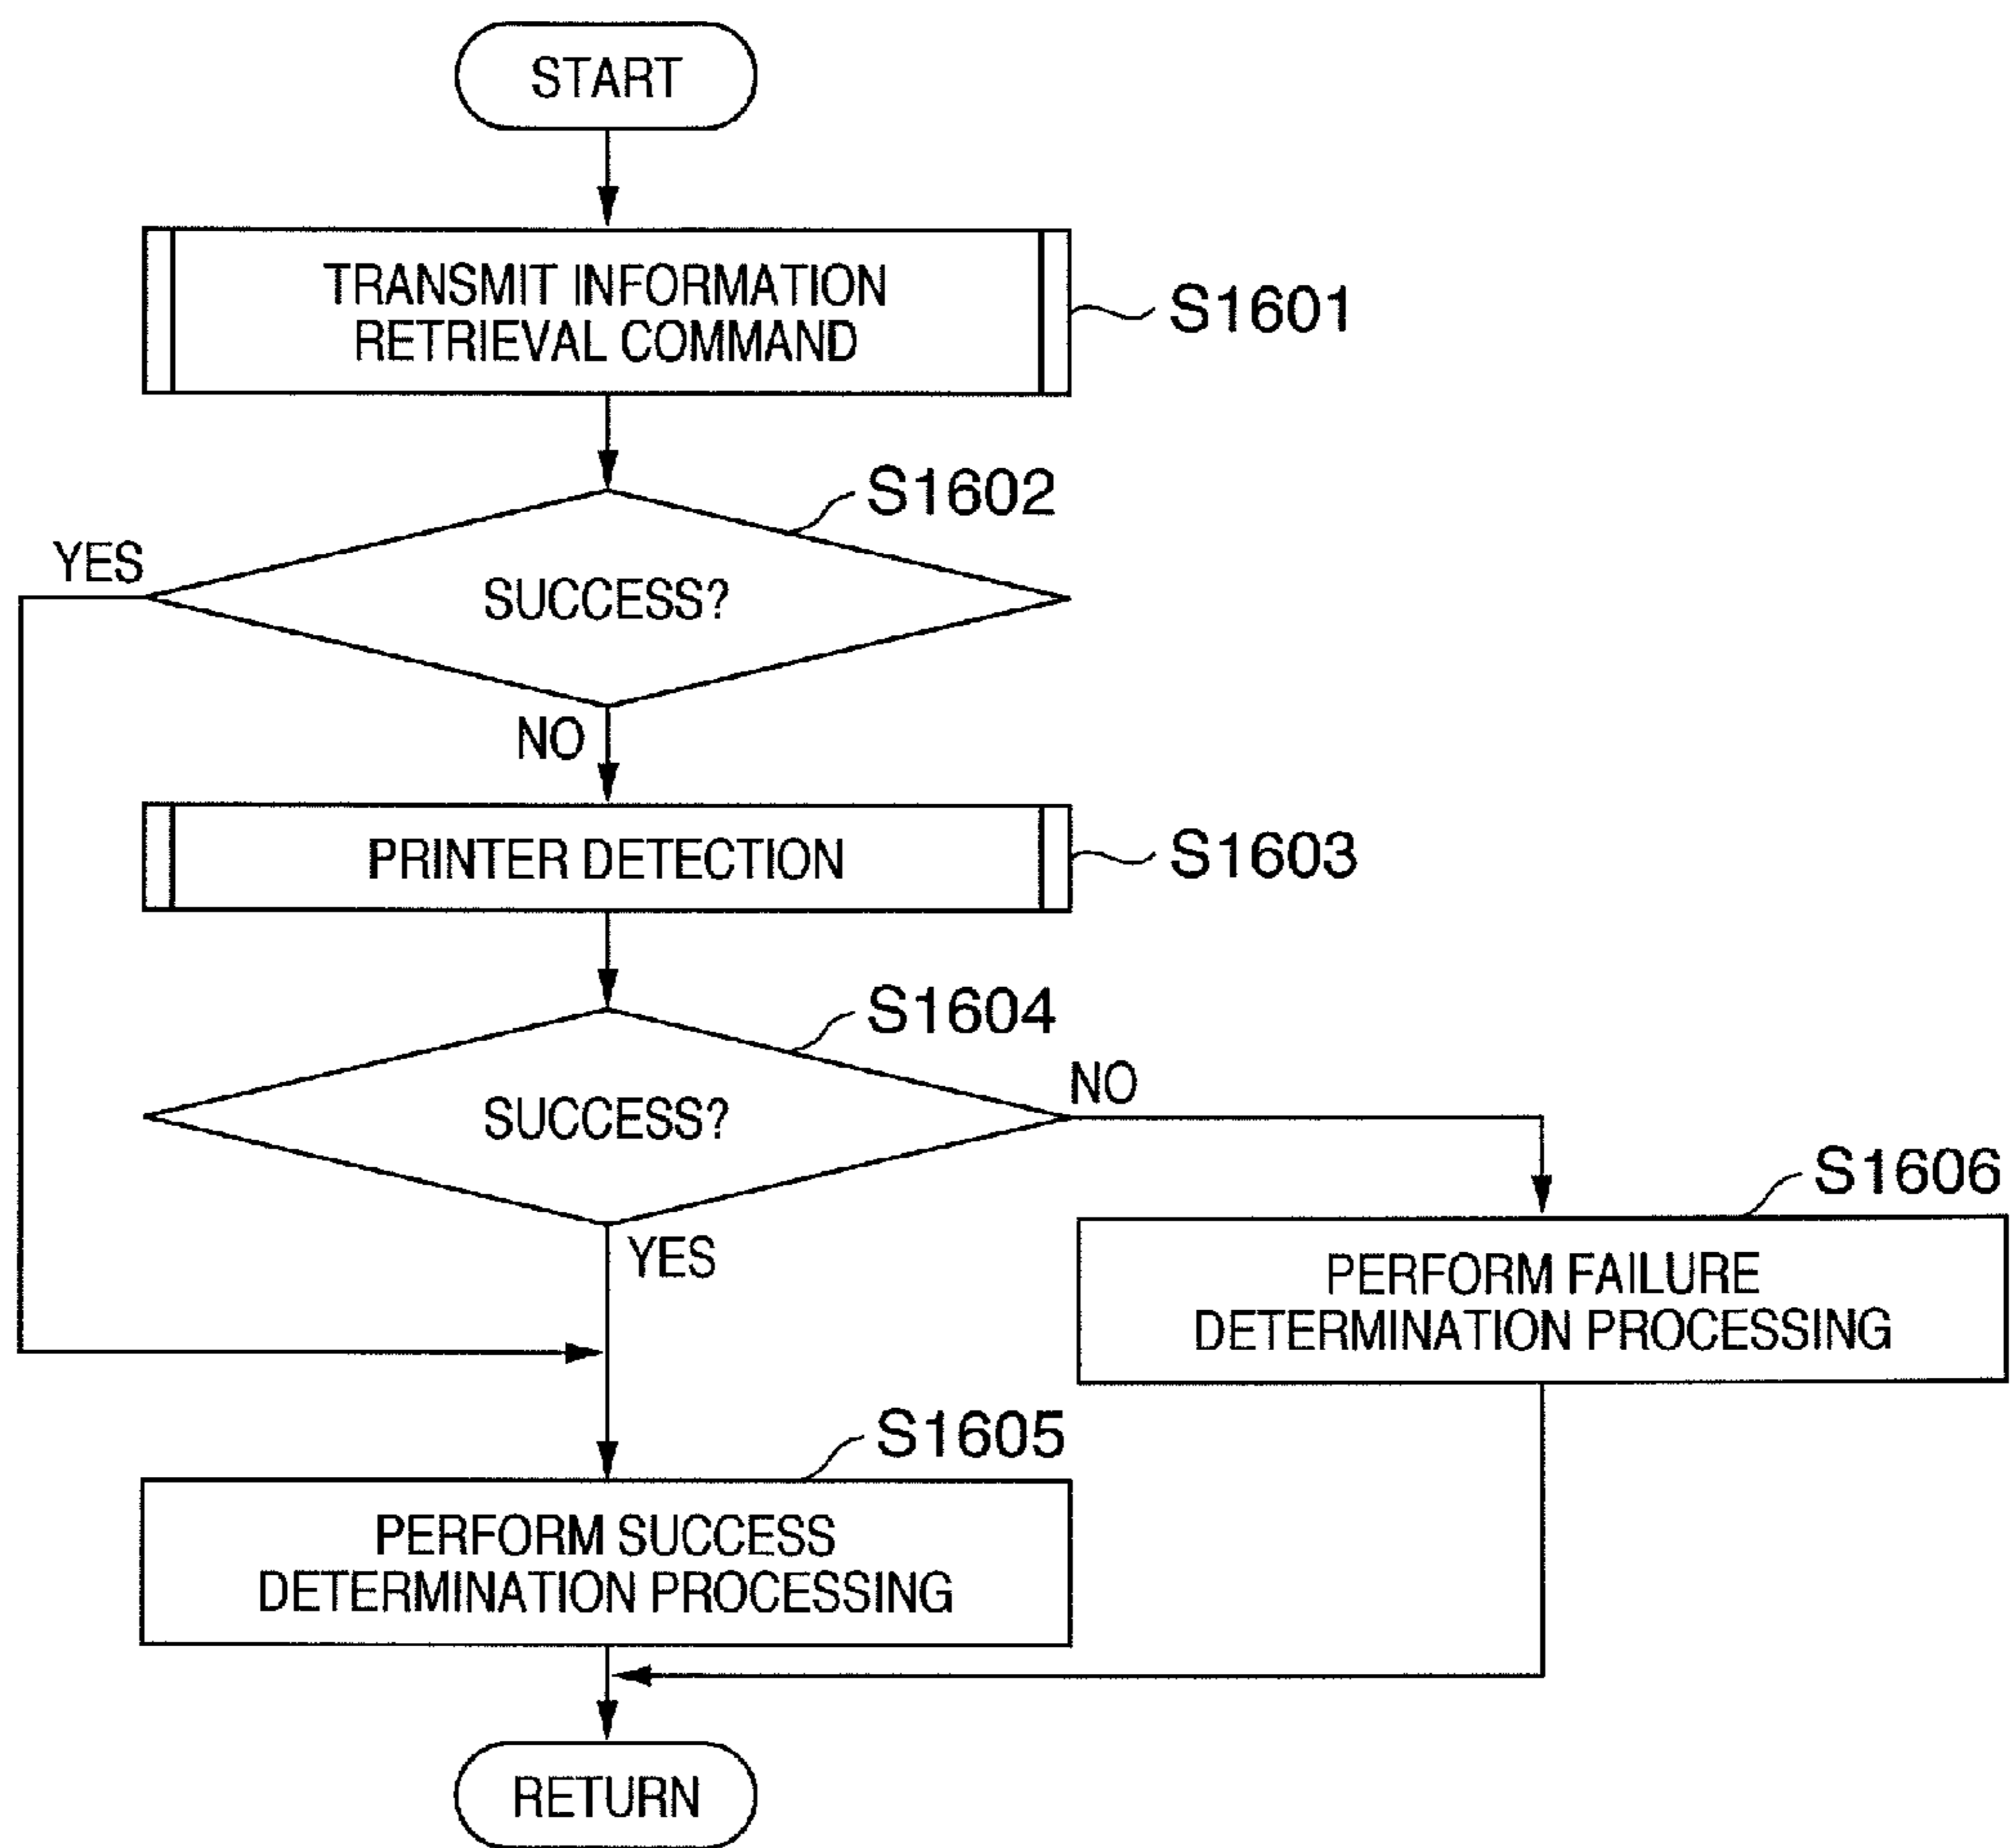 START
TRANSMIT INFORMATION
RETRIEVAL COMMAND
S1601
S1602
YES
SUCCESS?
NO
PRINTER DETECTION
S1603
S1604
NO
SUCCESS?
S1606
YES
PERFORM FAILURE
DETERMINATION PROCESSING
S1605
PERFORM SUCCESS
DETERMINATION PROCESSING
RETURN